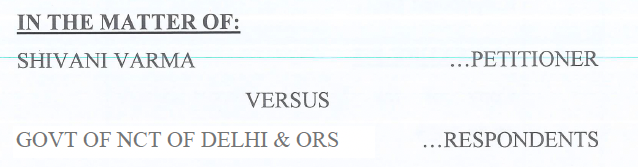 IN THE MATTER OF:
SHIVANI VARMA ...PETITIONER
VERSUS
GOVT OF NCT OF DELHI & ORS ...RESPONDENTS